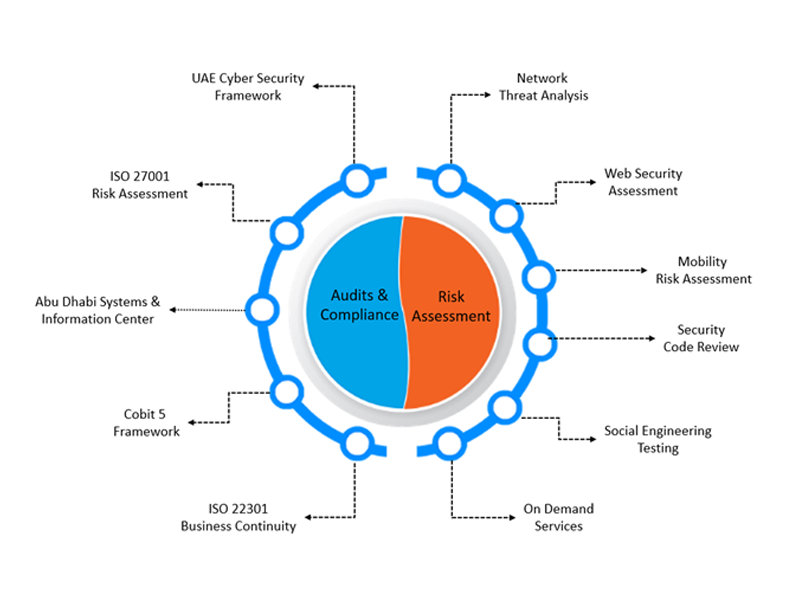 UAE Cyber Security
Framework
ISO 27001
Risk Assessment
Abu Dhabi Systems &
Information Center
Cobit 5
Framework
ISO 22301
Business Continuity
Audits &
Compliance
Risk
Assessment
Network
Threat Analysis
Web Security
Assessment
Mobility
Risk Assessment
Security
Code Review
Social Engineering
Testing
On Demand
Services